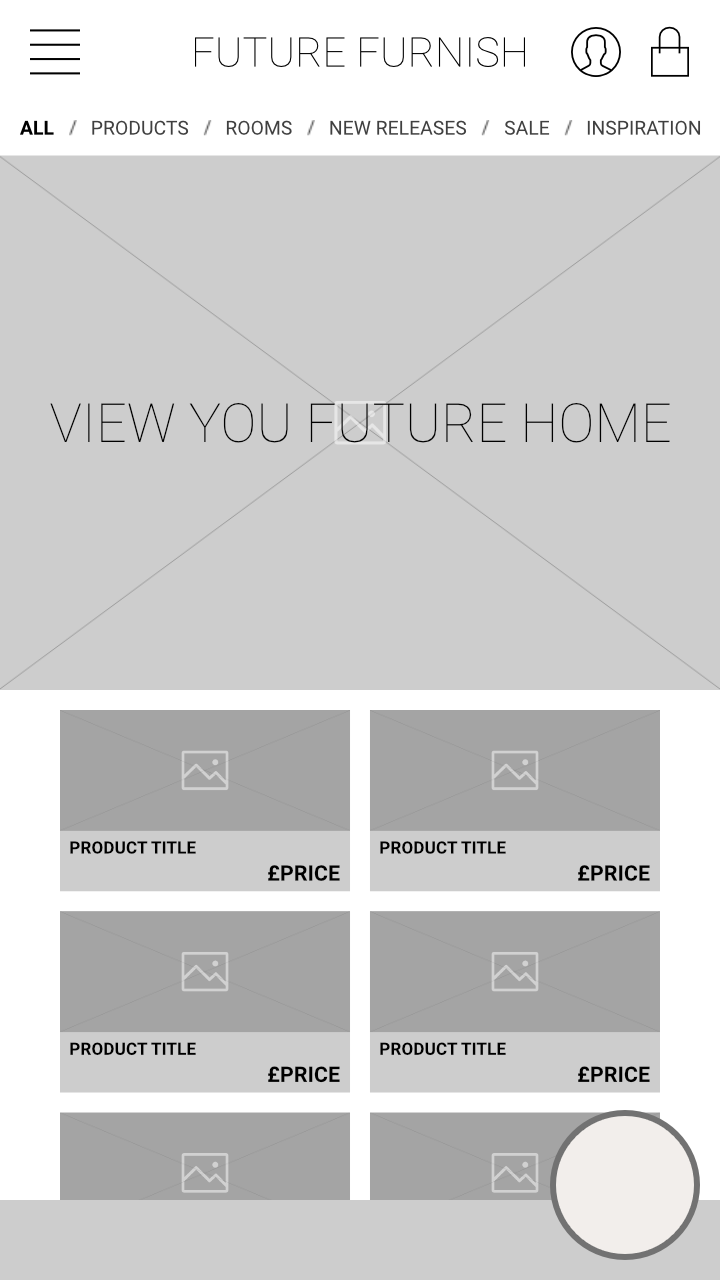 FUTURE FURNISH
ALL / PRODUCTS / ROOMS / NEW RELEASES / SALE / INSPIRATION
VIEW YOU FUTURE HOME
PRODUCT TITLE
£PRICE
PRODUCT TITLE
£PRICE
PRODUCT TITLE
£PRICE
PRODUCT TITLE
£PRICE